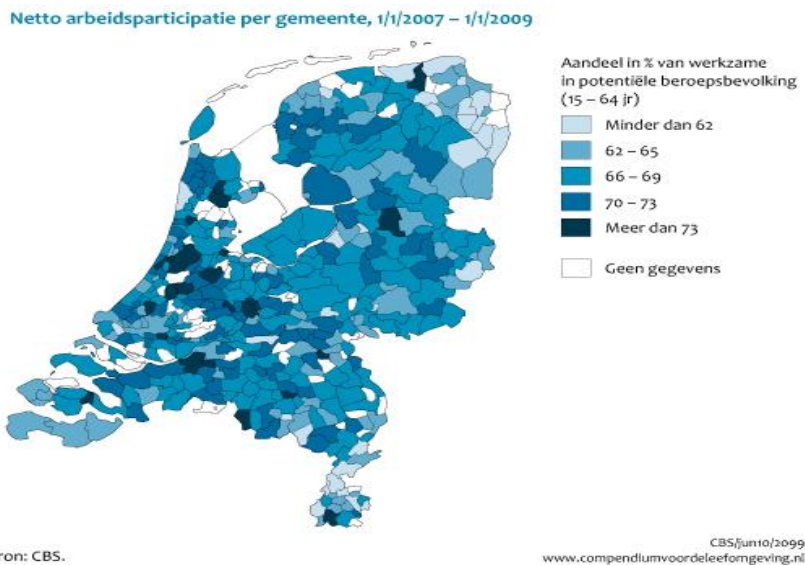 Netto arbeidsparticipatie per gemeente, 1/1/2007 – 1/1/2009
Aandeel in % van werkzame
in potentiële beroepsbevolking
(15 – 64 jr)
Minder dan 62
62 – 65
66 – 69
70 – 73
Meer dan 73
Geen gegevens
ron: CBS.
CBS/jun10/2099
www.compendiumvoordeleefomgeving.nl